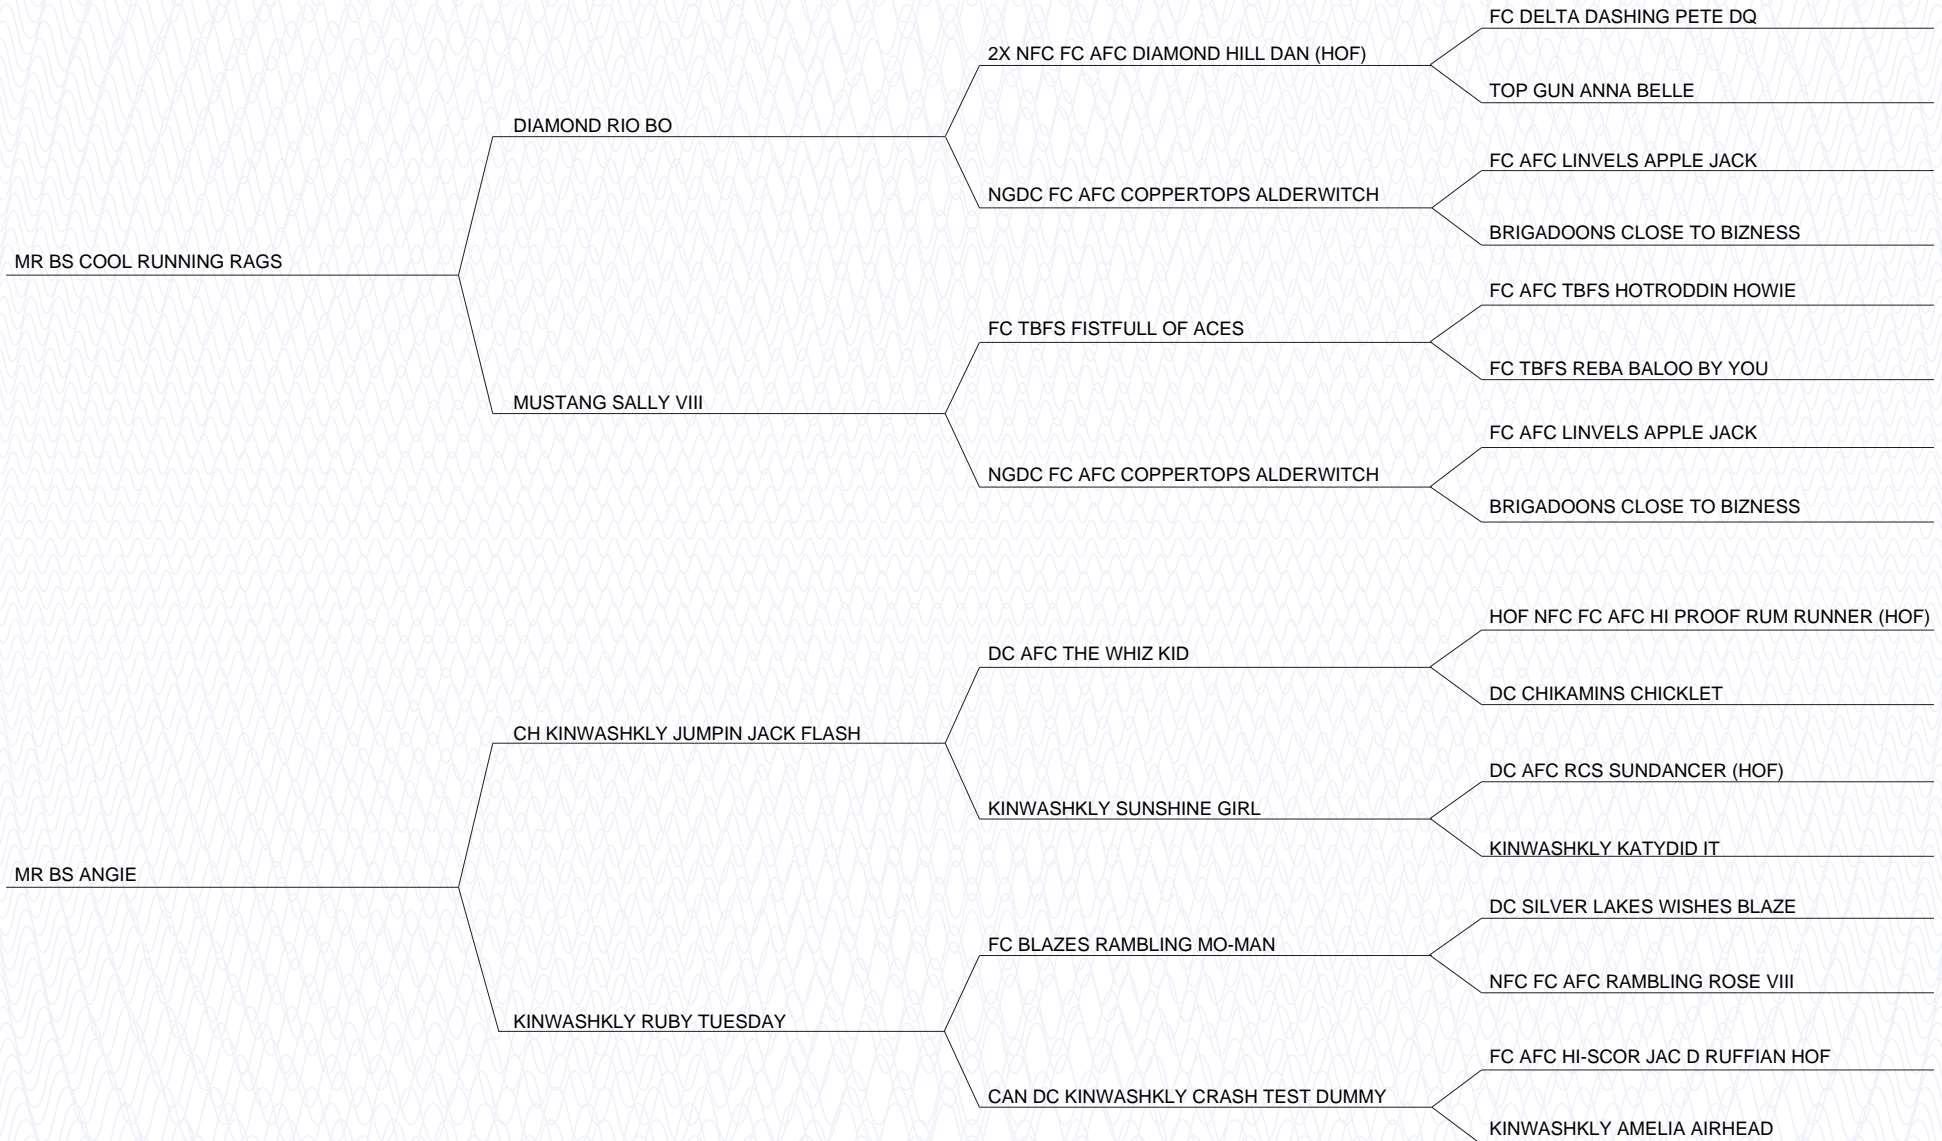 FC DELTA DASHING PETE DQ
2X NFC FC AFC DIAMOND HILL DAN (HOF)
TOP GUN ANNA BELLE
DIAMOND RIO BO
FC AFC LINVELS APPLE JACK
NGDC FC AFC COPPERTOPS ALDERWITCH
BRIGADOONS CLOSE TO BIZNESS
MR BS COOL RUNNING RAGS
FC AFC TBFS HOTRODDIN HOWIE
FC TBFS FISTFULL OF ACES
FC TBFS REBA BALOO BY YOU
MUSTANG SALLY VIII
FC AFC LINVELS APPLE JACK
NGDC FC AFC COPPERTOPS ALDERWITCH
BRIGADOONS CLOSE TO BIZNESS
HOF NFC FC AFC HI PROOF RUM RUNNER (HOF)
DC AFC THE WHIZ KID
DC CHIKAMINS CHICKLET
CH KINWASHKLY JUMPIN JACK FLASH
DC AFC RCS SUNDANCER (HOF)
KINWASHKLY SUNSHINE GIRL
KINWASHKLY KATYDID IT
MR BS ANGIE
DC SILVER LAKES WISHES BLAZE
FC BLAZES RAMBLING MO-MAN
NFC FC AFC RAMBLING ROSE VIII
KINWASHKLY RUBY TUESDAY
FC AFC HI-SCOR JAC D RUFFIAN HOF
CAN DC KINWASHKLY CRASH TEST DUMMY
KINWASHKLY AMELIA AIRHEAD